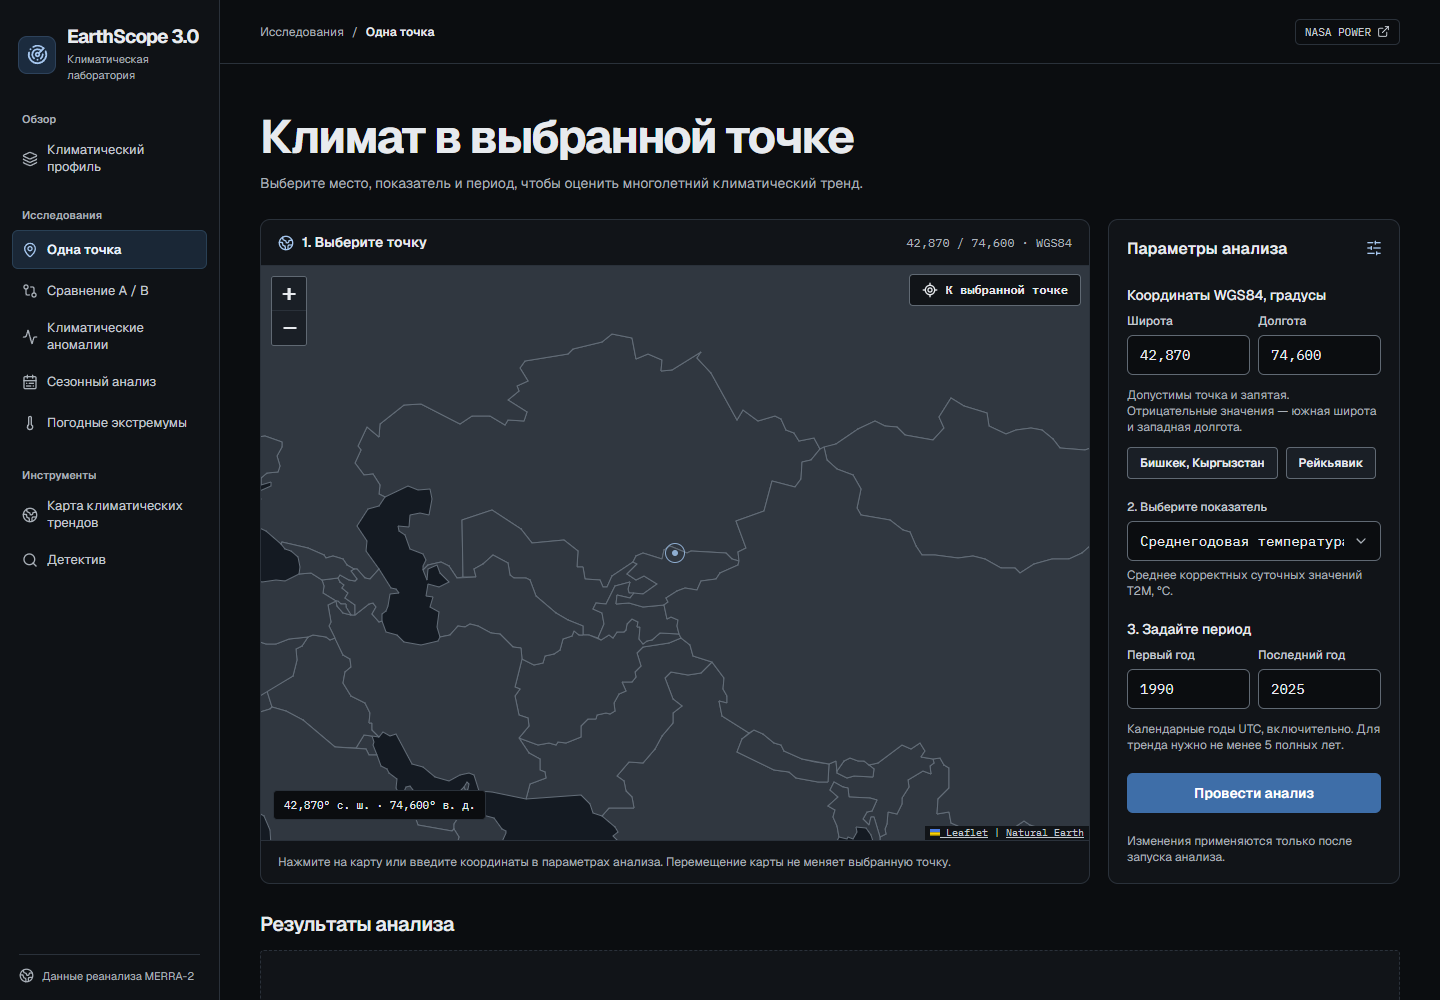 EarthScope 3.0
Климатическая
лаборатория
Обзор
Климатический
профиль
Исследования
Одна точка
Сравнение A / B
Климатические
аномалии
Сезонный анализ
Погодные экстремумы
Инструменты
Карта климатических
трендов
Детектив
Данные реанализа MERRA-2
Исследования / Одна точка
NASA POWER
Климат в выбранной точке
Выберите место, показатель и период, чтобы оценить многолетний климатический тренд.
1. Выберите точку
42,870 / 74,600 · WGS84
+
−
К выбранной точке
42,870° с. ш. · 74,600° в. д.
Leaflet | Natural Earth
Нажмите на карту или введите координаты в параметрах анализа. Перемещение карты не меняет выбранную точку.
Параметры анализа
Координаты WGS84, градусы
Широта Долгота
42,870 74,600
Допустимы точка и запятая.
Отрицательные значения — южная широта
и западная долгота.
Бишкек, Кыргызстан Рейкьявик
2. Выберите показатель
Среднегодовая температура
Среднее корректных суточных значений
T2M, °C.
3. Задайте период
Первый год Последний год
1990 2025
Календарные годы UTC, включительно. Для
тренда нужно не менее 5 полных лет.
Провести анализ
Изменения применяются только после
запуска анализа.
Результаты анализа